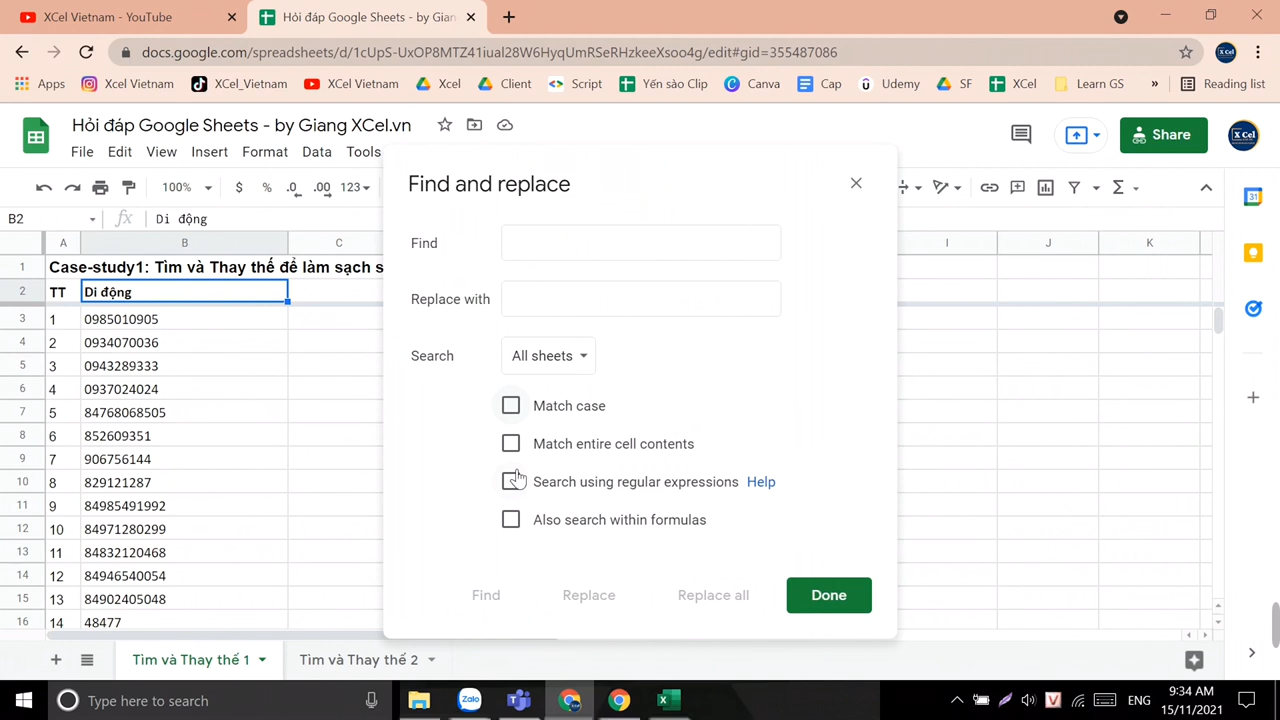 XCel Vietnam - YouTube
Hỏi đáp Google Sheets - by Giang
docs.google.com/spreadsheets/d/1cUpS-UxOP8MTZ41iuaI28W6HyqUmRSeRHzkeeXsoo4g/edit#gid=355487086
Apps Xcel Vietnam XCel_Vietnam Xcel Vietnam Xcel Client Script Yến sào Clip Canva Cap Udemy SF XCel Learn GS » Reading list
Hỏi đáp Google Sheets - by Giang XCel.vn
Share
File Edit View Insert Format Data Tools
100% $ % .0 .00 123
B2 fx Di động
A B C I J K
1 Case-study1: Tìm và Thay thế để làm sạch s
2 TT Di động
3 1 0985010905
4 2 0934070036
5 3 0943289333
6 4 0937024024
7 5 84768068505
8 6 852609351
9 7 906756144
10 8 829121287
11 9 84985491992
12 10 84971280299
13 11 84832120468
14 12 84946540054
15 13 84902405048
16 14 48477
Find and replace
Find
Replace with
Search All sheets
Match case
Match entire cell contents
Search using regular expressions Help
Also search within formulas
Find Replace Replace all Done
Tìm và Thay thế 1 Tìm và Thay thế 2
Type here to search
Zalo
ENG
9:34 AM
15/11/2021